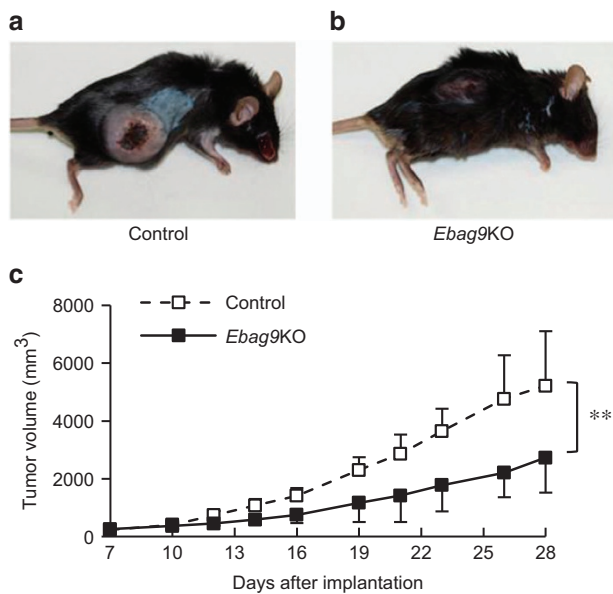 a
b
Control
Ebag9KO
c
8000
6000
4000
2000
0
Tumor volume (mm³)
Control
Ebag9KO
**
7 10 13 16 19 22 25 28
Days after implantation